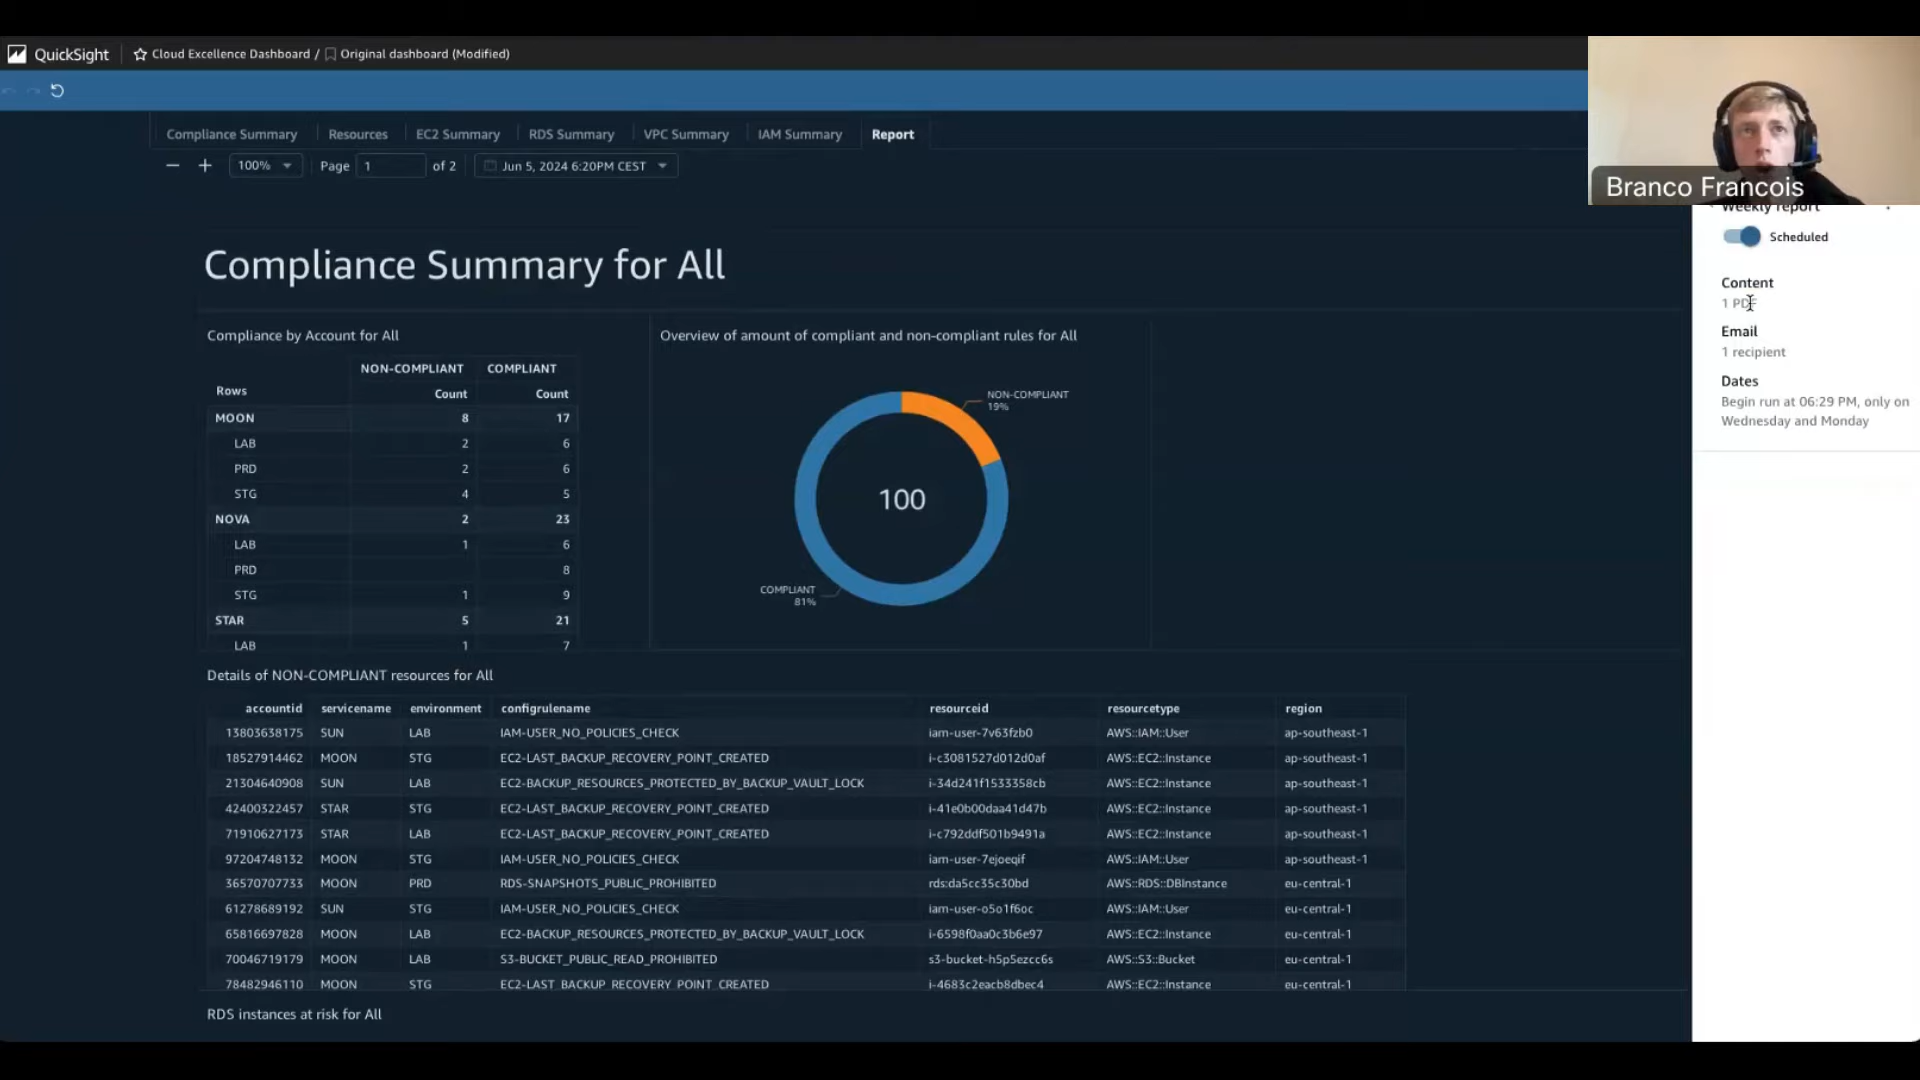 QuickSight
Cloud Excellence Dashboard / Original dashboard (Modified)
Branco Francois
Compliance Summary
Resources
EC2 Summary
RDS Summary
VPC Summary
IAM Summary
Report
100%
Page 1 of 2
Jun 5, 2024 6:20PM CEST
Weekly report
Scheduled
Content
1 PDF
Email
1 recipient
Dates
Begin run at 06:29 PM, only on
Wednesday and Monday
Compliance Summary for All
Compliance by Account for All
NON-COMPLIANT COMPLIANT
Rows Count Count
MOON 8 17
LAB 2 6
PRD 2 6
STG 4 5
NOVA 2 23
LAB 1 6
PRD 8
STG 1 9
STAR 5 21
LAB 1 7
Overview of amount of compliant and non-compliant rules for All
NON-COMPLIANT
19%
100
COMPLIANT
81%
Details of NON-COMPLIANT resources for All
accountid servicename environment configrulename resourceid resourcetype region
13803638175 SUN LAB IAM-USER_NO_POLICIES_CHECK iam-user-7v63fzb0 AWS::IAM::User ap-southeast-1
18527914462 MOON STG EC2-LAST_BACKUP_RECOVERY_POINT_CREATED i-c3081527d012d0af AWS::EC2::Instance ap-southeast-1
21304640908 SUN LAB EC2-BACKUP_RESOURCES_PROTECTED_BY_BACKUP_VAULT_LOCK i-34d241f1533358cb AWS::EC2::Instance ap-southeast-1
42400322457 STAR STG EC2-LAST_BACKUP_RECOVERY_POINT_CREATED i-41e0b00daa41d47b AWS::EC2::Instance ap-southeast-1
71910627173 STAR LAB EC2-LAST_BACKUP_RECOVERY_POINT_CREATED i-c792ddf501b9491a AWS::EC2::Instance ap-southeast-1
97204748132 MOON STG IAM-USER_NO_POLICIES_CHECK iam-user-7ejoeqif AWS::IAM::User ap-southeast-1
36570707733 MOON PRD RDS-SNAPSHOTS_PUBLIC_PROHIBITED rds:da5cc35c30bd AWS::RDS::DBInstance eu-central-1
61278689192 SUN STG IAM-USER_NO_POLICIES_CHECK iam-user-o5o1f6oc AWS::IAM::User eu-central-1
65816697828 MOON LAB EC2-BACKUP_RESOURCES_PROTECTED_BY_BACKUP_VAULT_LOCK i-6598f0aa0c3b6e97 AWS::EC2::Instance eu-central-1
70046719179 MOON LAB S3-BUCKET_PUBLIC_READ_PROHIBITED s3-bucket-h5p5ezcc6s AWS::S3::Bucket eu-central-1
78482946110 MOON STG EC2-LAST_BACKUP_RECOVERY_POINT_CREATED i-4683c2eacb8dbec4 AWS::EC2::Instance eu-central-1
RDS instances at risk for All